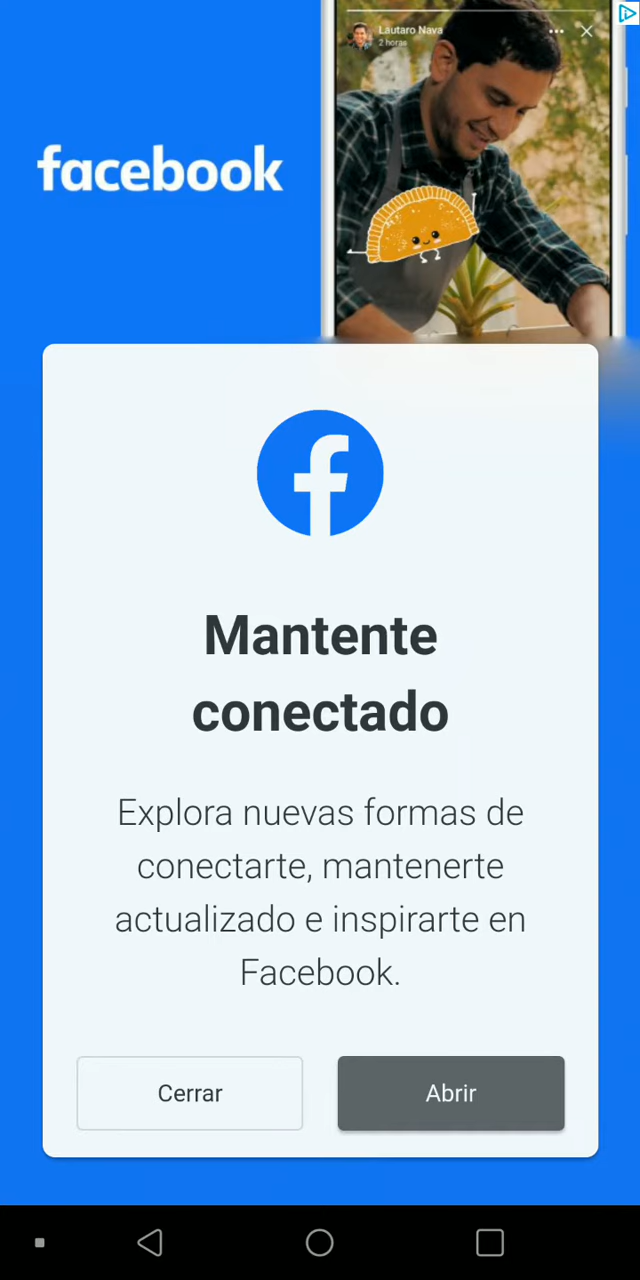 Lautaro Nava
2 horas
facebook
Mantente
conectado
Explora nuevas formas de
conectarte, mantenerte
actualizado e inspirarte en
Facebook.
Cerrar
Abrir